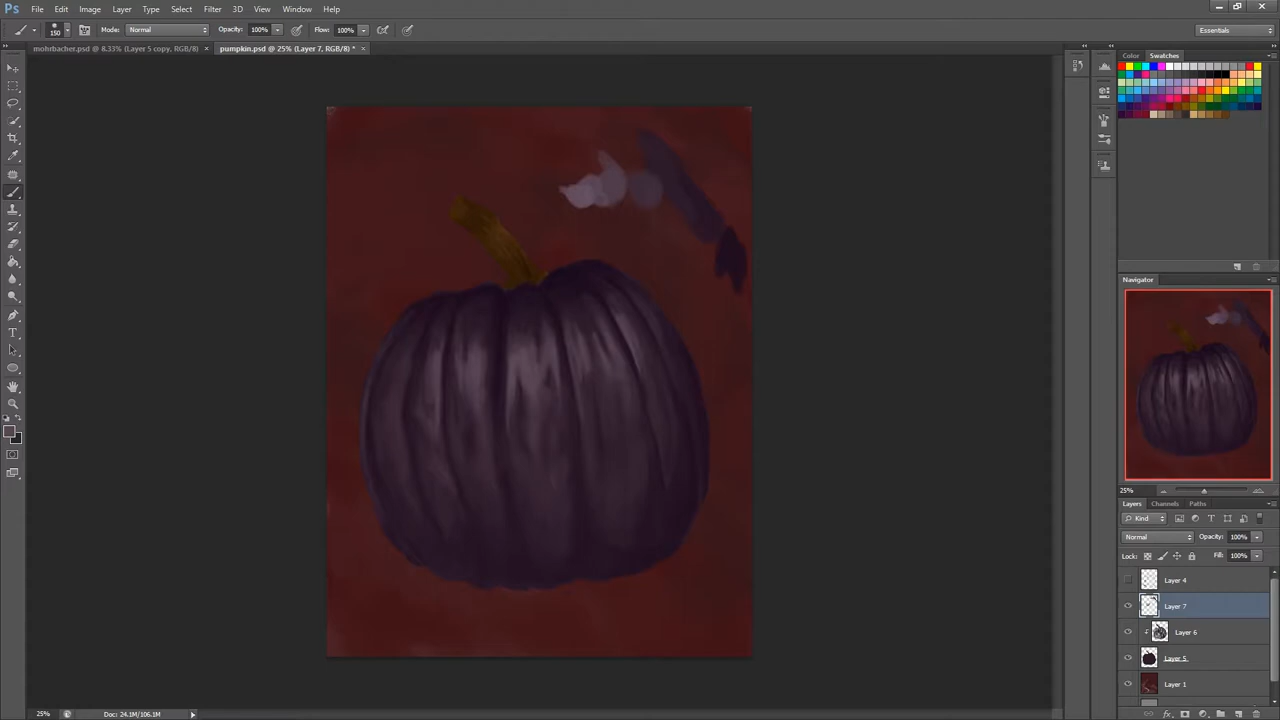 Ps File Edit Image Layer Type Select Filter 3D View Window Help
150 Mode: Normal Opacity: 100% Flow: 100% Essentials
mohrbacher.psd @ 8.33% (Layer 5 copy, RGB/8) × pumpkin.psd @ 25% (Layer 7, RGB/8) * ×
Color Swatches
Navigator
25%
Layers Channels Paths
Kind
Normal Opacity: 100%
Lock: Fill: 100%
Layer 4
Layer 7
Layer 6
Layer 5
Layer 1
25% Doc: 24.1M/106.1M